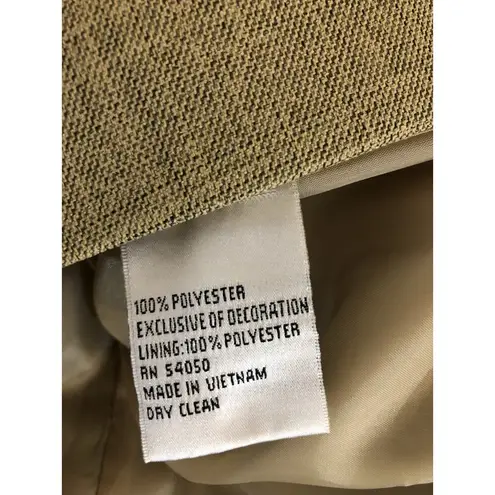 100% POLYESTER
EXCLUSIVE OF DECORATION
LINING:100% POLYESTER
RN 54050
MADE IN VIETNAM
DRY CLEAN